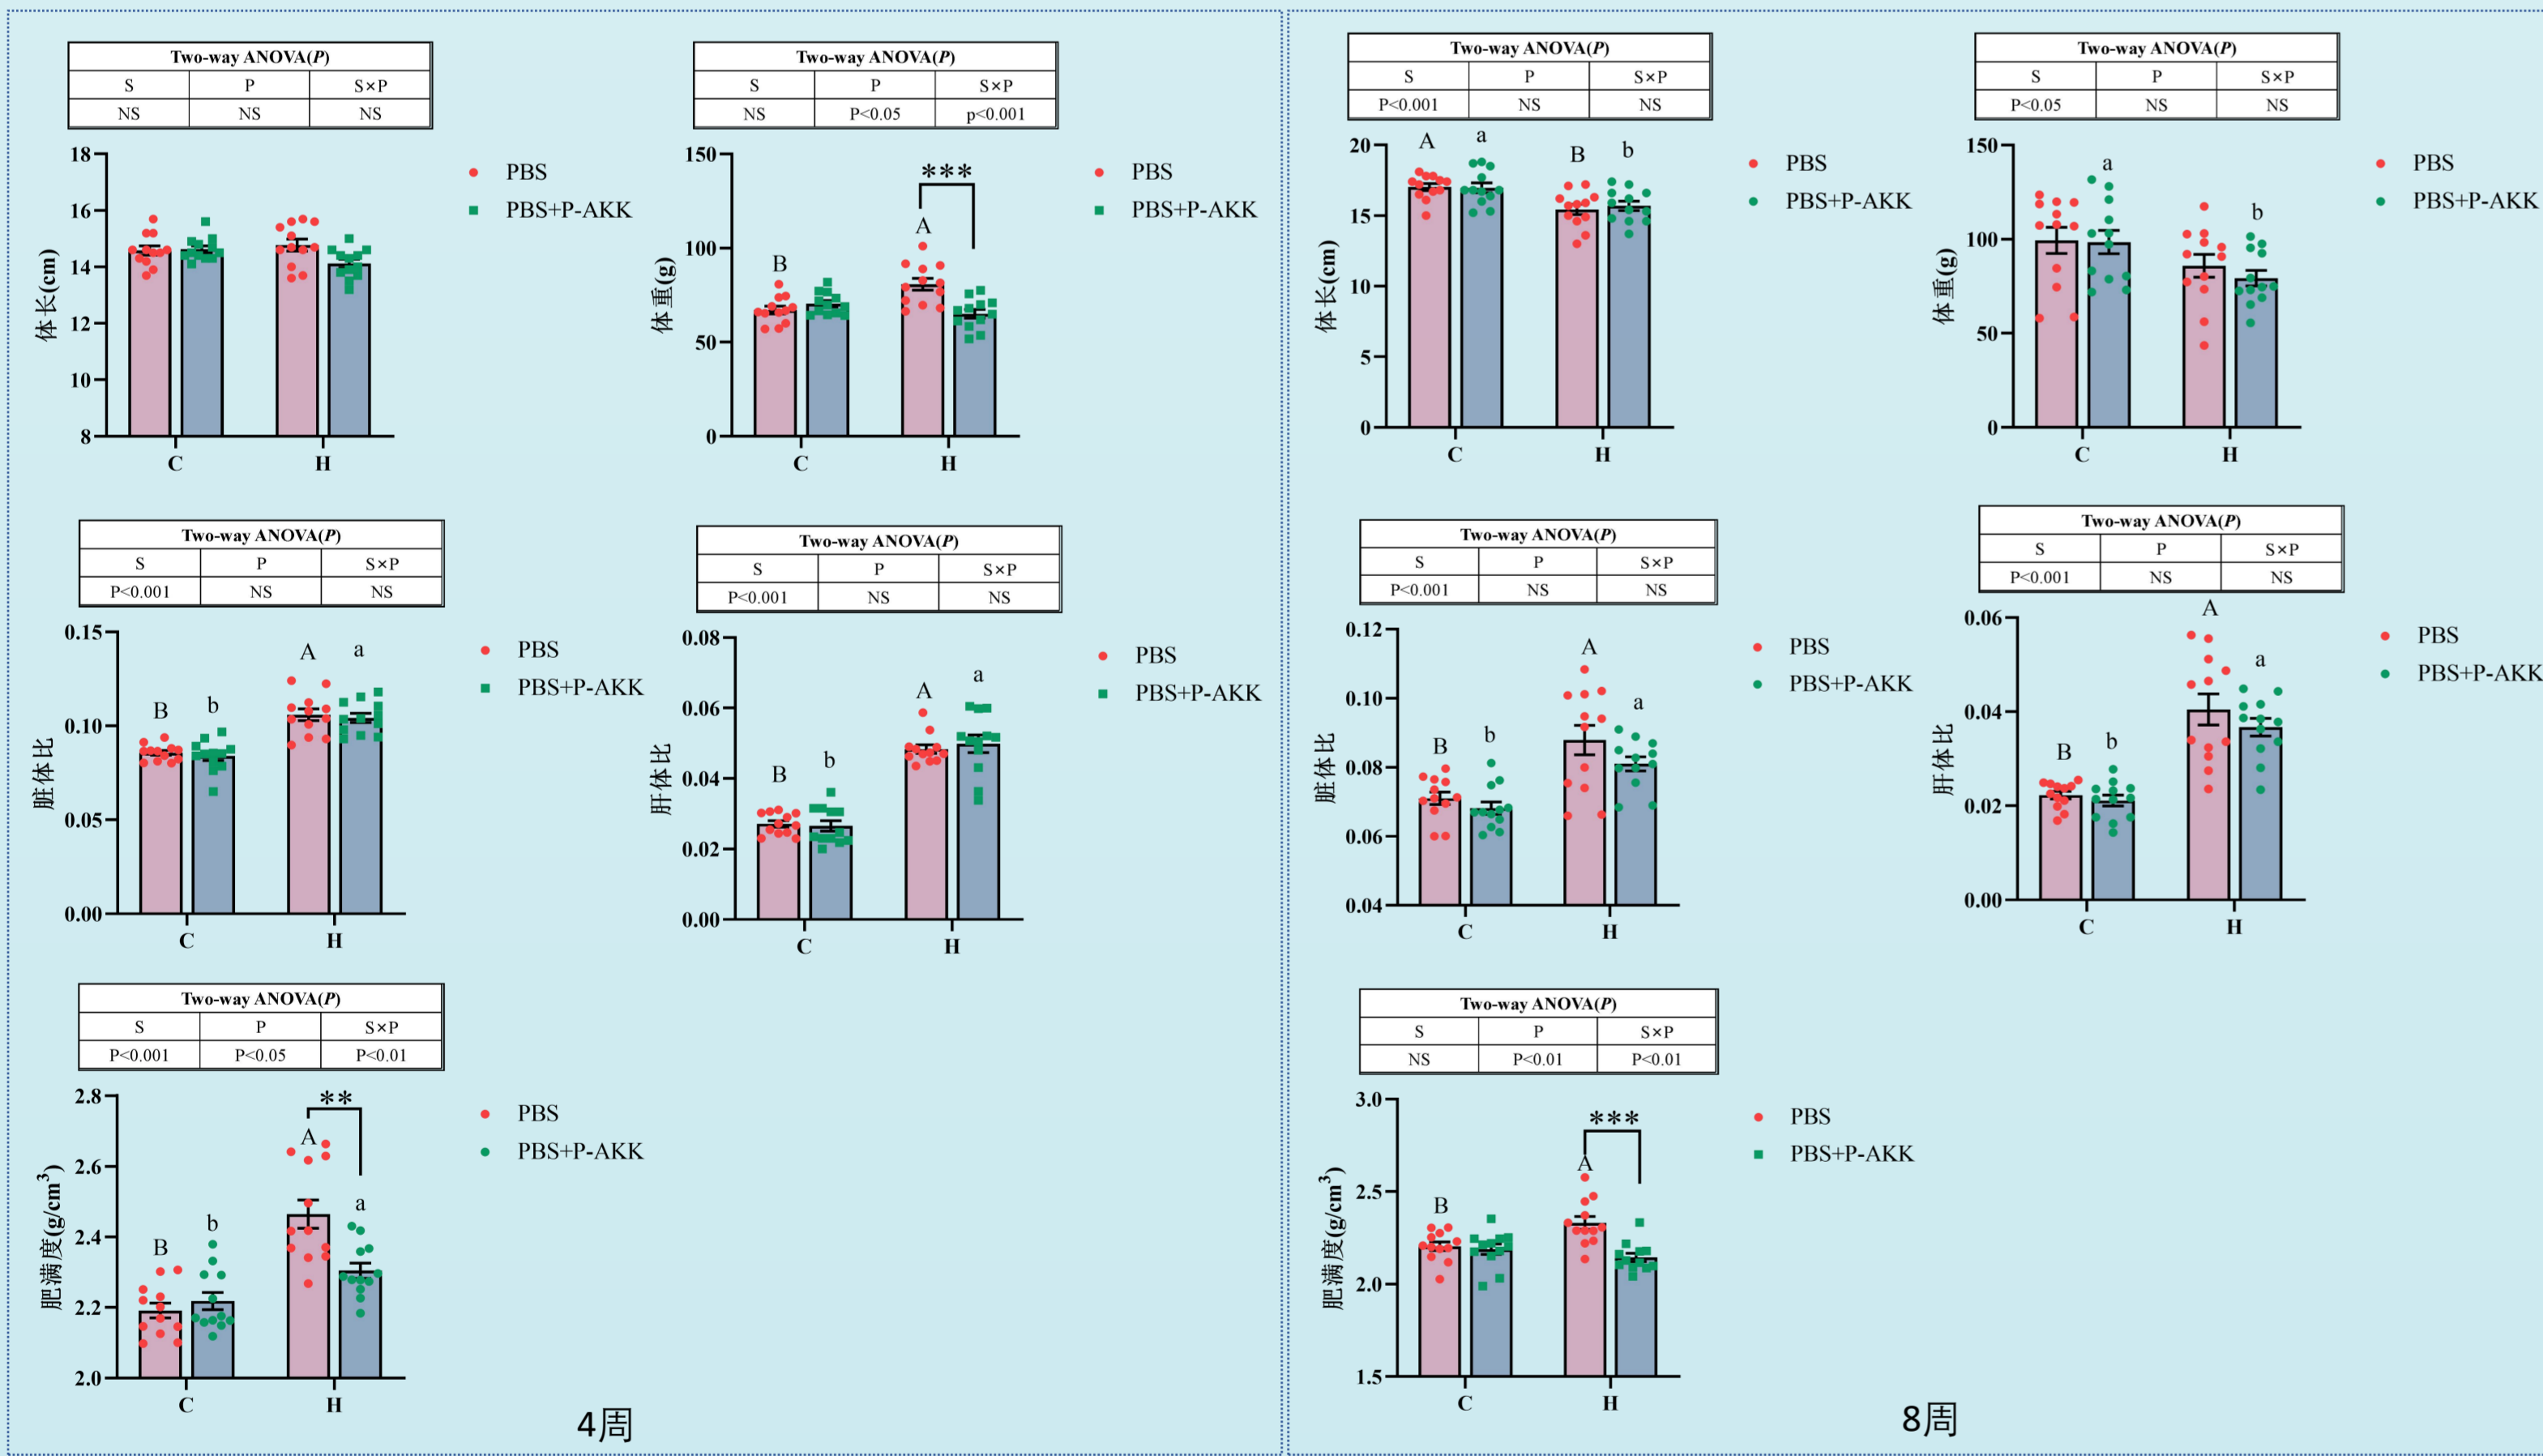 Two-way ANOVA(P)
S P S×P
NS NS NS
18
16
14
12
10
8
体长(cm)
C H
PBS
PBS+P-AKK
Two-way ANOVA(P)
S P S×P
NS P<0.05 p<0.001
150
100
50
0
体重(g)
***
A
B
C H
PBS
PBS+P-AKK
Two-way ANOVA(P)
S P S×P
P<0.001 NS NS
0.15
0.10
0.05
0.00
脏体比
B b A a
C H
PBS
PBS+P-AKK
Two-way ANOVA(P)
S P S×P
P<0.001 NS NS
0.08
0.06
0.04
0.02
0.00
肝体比
B b A a
C H
PBS
PBS+P-AKK
Two-way ANOVA(P)
S P S×P
P<0.001 P<0.05 P<0.01
2.8
2.6
2.4
2.2
2.0
肥满度(g/cm³)
**
B b A a
C H
PBS
PBS+P-AKK
4周
Two-way ANOVA(P)
S P S×P
P<0.001 NS NS
20
15
10
5
0
体长(cm)
A a B b
C H
PBS
PBS+P-AKK
Two-way ANOVA(P)
S P S×P
P<0.05 NS NS
150
100
50
0
体重(g)
a b
C H
PBS
PBS+P-AKK
Two-way ANOVA(P)
S P S×P
P<0.001 NS NS
0.12
0.10
0.08
0.06
0.04
脏体比
B b A a
C H
PBS
PBS+P-AKK
Two-way ANOVA(P)
S P S×P
P<0.001 NS NS
0.06
0.04
0.02
0.00
肝体比
B b A a
C H
PBS
PBS+P-AKK
Two-way ANOVA(P)
S P S×P
NS P<0.01 P<0.01
3.0
2.5
2.0
1.5
肥满度(g/cm³)
***
B A
C H
PBS
PBS+P-AKK
8周